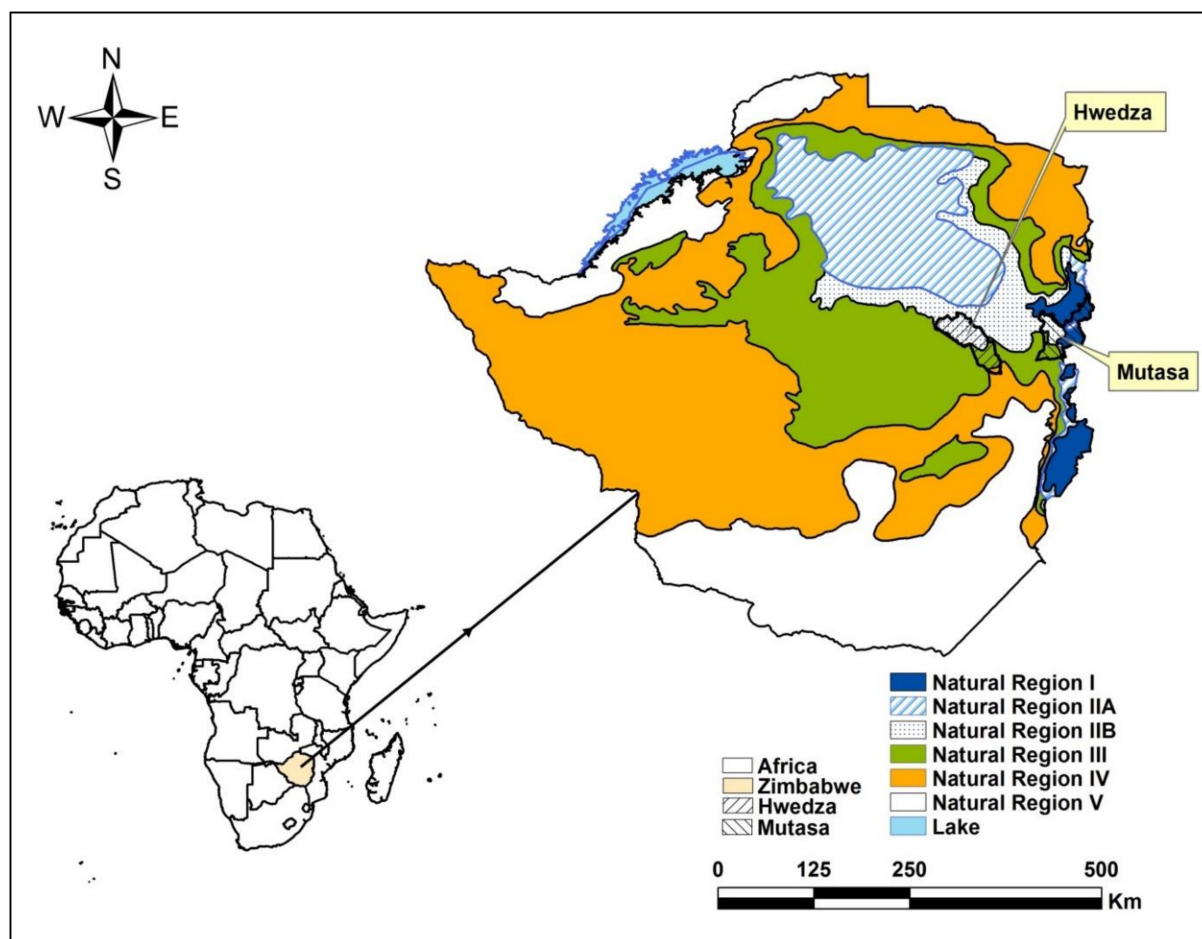 N
W E
S
Hwedza
Mutasa
Natural Region I
Natural Region IIA
Natural Region IIB
Natural Region III
Natural Region IV
Natural Region V
Lake
Africa
Zimbabwe
Hwedza
Mutasa
0 125 250 500
Km